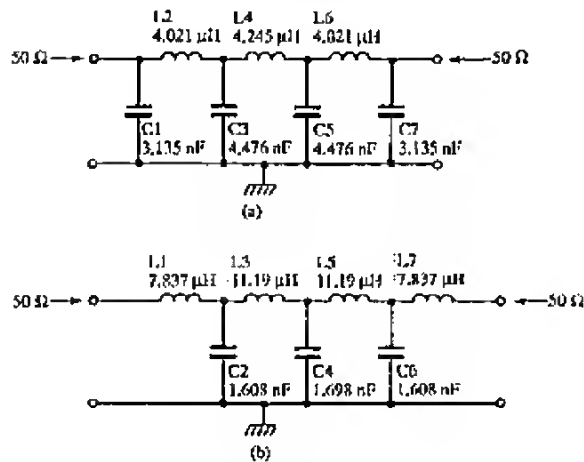 L2 L4 L6
4.021 µH 4.245 µH 4.021 µH
50 Ω 50 Ω
C1 C3 C5 C7
3.135 nF 4.476 nF 4.476 nF 3.135 nF
(a)
L1 L3 L5 L7
7.837 µH 11.19 µH 11.19 µH 7.837 µH
50 Ω 50 Ω
C2 C4 C6
1.608 nF 1.698 nF 1.608 nF
(b)